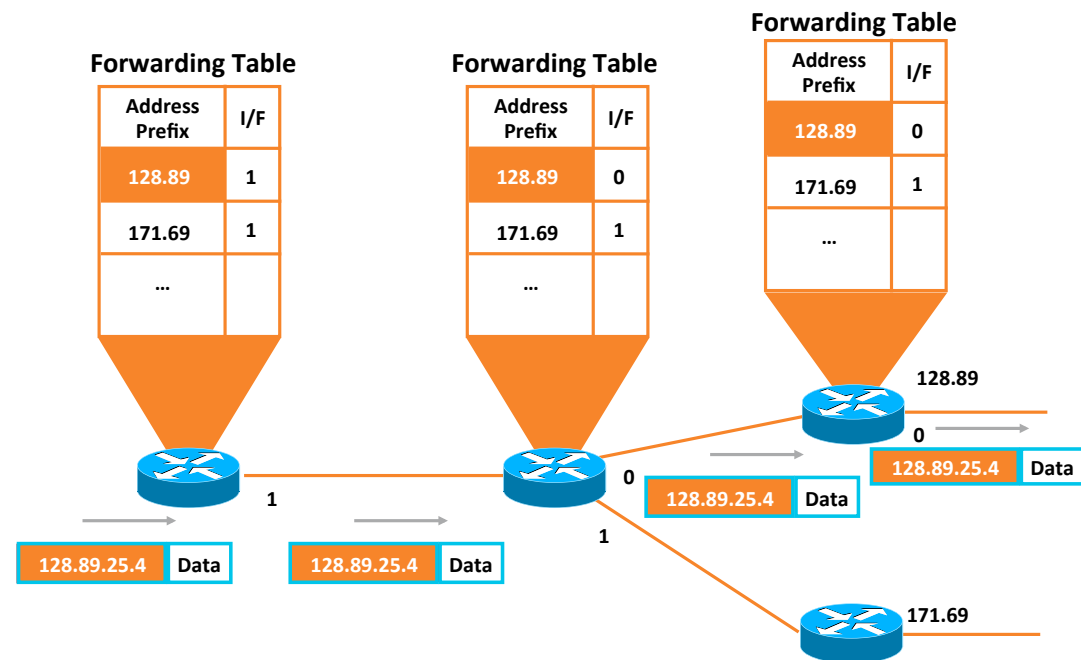 Forwarding Table
Address Prefix I/F
128.89 1
171.69 1
...
Forwarding Table
Address Prefix I/F
128.89 0
171.69 1
...
Forwarding Table
Address Prefix I/F
128.89 0
171.69 1
...
128.89
0
1
0
1
171.69
128.89.25.4 Data
128.89.25.4 Data
128.89.25.4 Data
128.89.25.4 Data